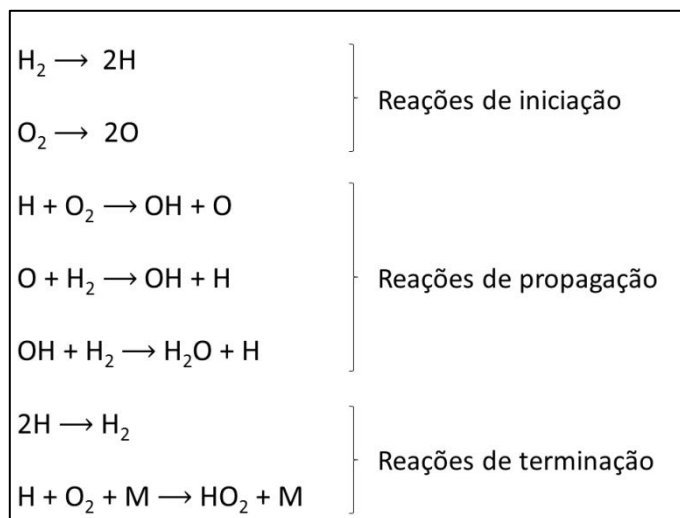 H₂ ⟶ 2H
O₂ ⟶ 2O
Reações de iniciação
H + O₂ ⟶ OH + O
O + H₂ ⟶ OH + H
OH + H₂ ⟶ H₂O + H
Reações de propagação
2H ⟶ H₂
H + O₂ + M ⟶ HO₂ + M
Reações de terminação